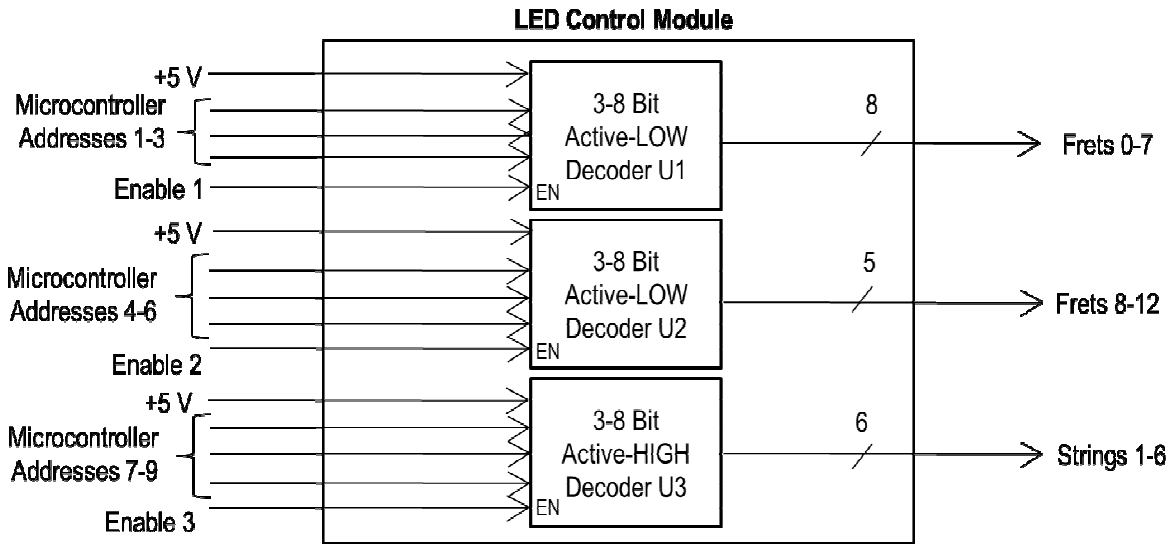 LED Control Module
+5 V
Microcontroller
Addresses 1-3
Enable 1
3-8 Bit
Active-LOW
Decoder U1
EN
8
Frets 0-7
+5 V
Microcontroller
Addresses 4-6
Enable 2
3-8 Bit
Active-LOW
Decoder U2
EN
5
Frets 8-12
+5 V
Microcontroller
Addresses 7-9
Enable 3
3-8 Bit
Active-HIGH
Decoder U3
EN
6
Strings 1-6